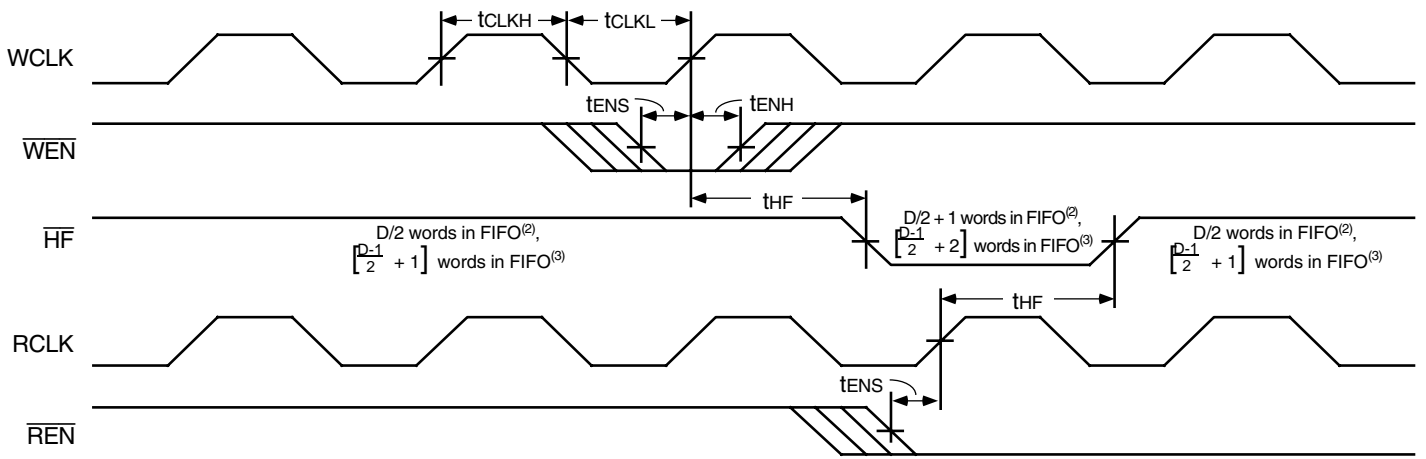 tCLKH
tCLKL
WCLK
tENS
tENH
WEN
tHF
HF
D/2 words in FIFO(2),
[D-1/2 + 1] words in FIFO(3)
D/2 + 1 words in FIFO(2),
[D-1/2 + 2] words in FIFO(3)
D/2 words in FIFO(2),
[D-1/2 + 1] words in FIFO(3)
tHF
RCLK
tENS
REN